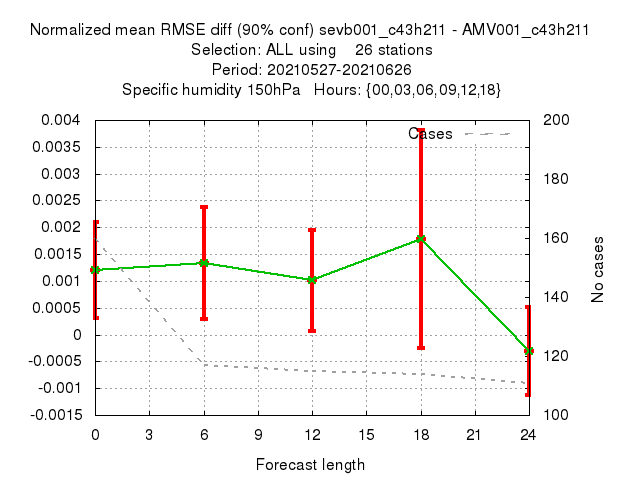 Normalized mean RMSE diff (90% conf) sevb001_c43h211 - AMV001_c43h211
Selection: ALL using    26 stations
Period: 20210527-20210626
Specific humidity 150hPa   Hours: {00,03,06,09,12,18}
Cases
0.004
0.0035
0.003
0.0025
0.002
0.0015
0.001
0.0005
0
-0.0005
-0.001
-0.0015
200
180
160
140
120
100
No cases
0 3 6 9 12 15 18 21 24
Forecast length